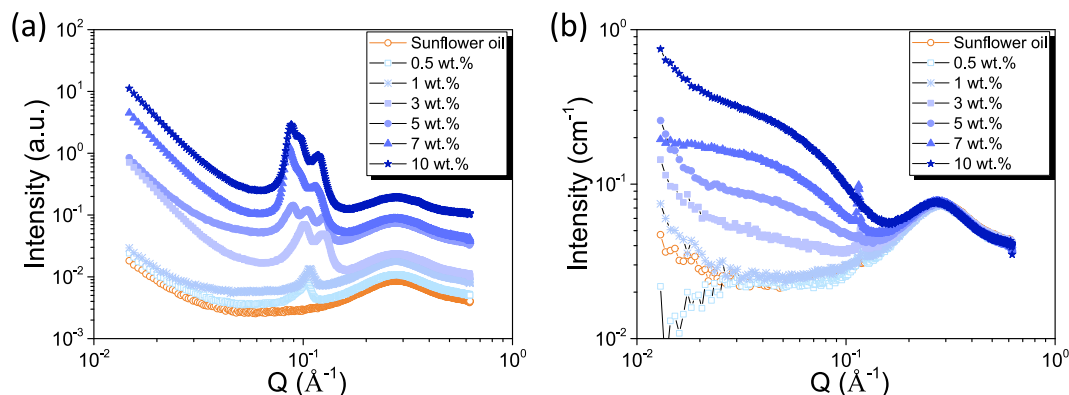 (a)
Intensity (a.u.)
10²
10¹
10⁰
10⁻¹
10⁻²
10⁻³
Sunflower oil
0.5 wt.%
1 wt.%
3 wt.%
5 wt.%
7 wt.%
10 wt.%
10⁻²
10⁻¹
10⁰
Q (Å⁻¹)
(b)
Intensity (cm⁻¹)
10⁰
10⁻¹
10⁻²
Sunflower oil
0.5 wt.%
1 wt.%
3 wt.%
5 wt.%
7 wt.%
10 wt.%
10⁻²
10⁻¹
10⁰
Q (Å⁻¹)